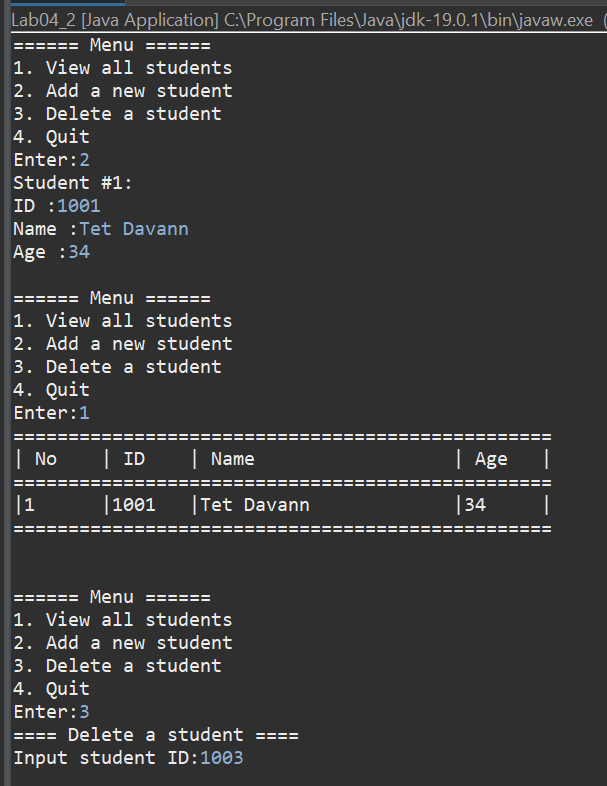 Lab04_2 [Java Application] C:\Program Files\Java\jdk-19.0.1\bin\javaw.exe (
====== Menu ======
1. View all students
2. Add a new student
3. Delete a student
4. Quit
Enter:2
Student #1:
ID :1001
Name :Tet Davann
Age :34
====== Menu ======
1. View all students
2. Add a new student
3. Delete a student
4. Quit
Enter:1
=================================================
| No    | ID    | Name                  | Age   |
=================================================
|1      |1001   |Tet Davann             |34     |
=================================================
====== Menu ======
1. View all students
2. Add a new student
3. Delete a student
4. Quit
Enter:3
==== Delete a student ====
Input student ID:1003